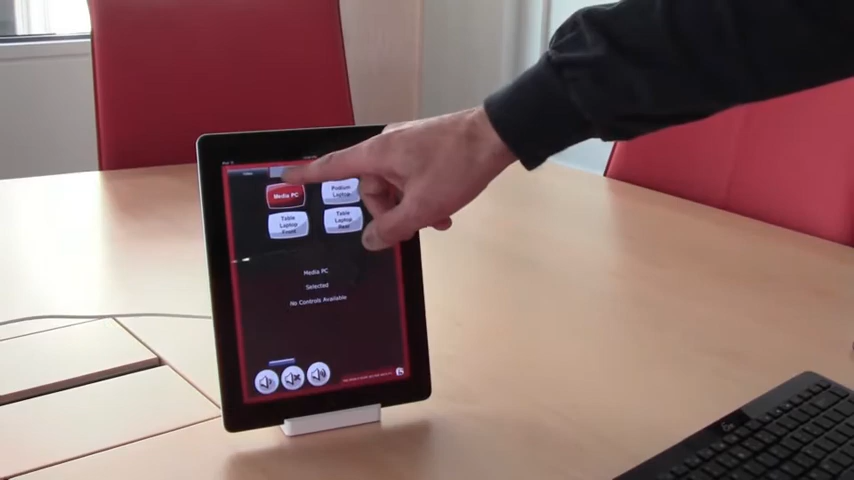 Media PC
Podium
Laptop
Table
Laptop
Front
Table
Laptop
Rear
Media PC
Selected
No Controls Available